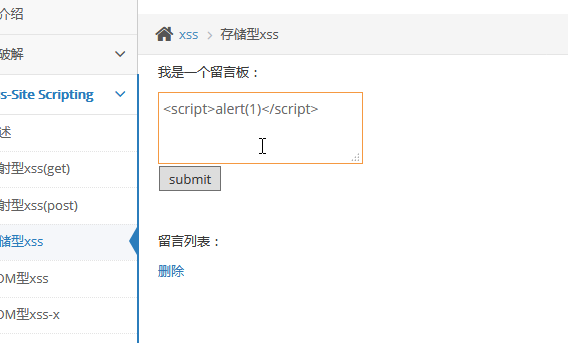 介绍
破解
s-Site Scripting
述
射型xss(get)
射型xss(post)
储型xss
OM型xss
OM型xss-x
xss > 存储型xss
我是一个留言板：
<script>alert(1)</script>
submit
留言列表：
删除